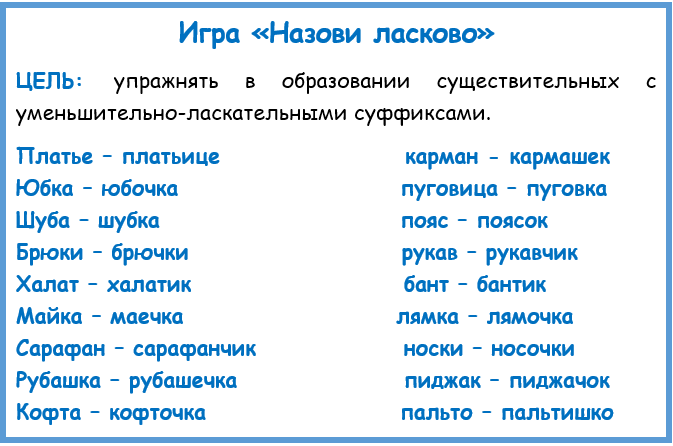 Игра «Назови ласково»
ЦЕЛЬ: упражнять в образовании существительных с
уменьшительно-ласкательными суффиксами.
Платье – платьице карман - кармашек
Юбка – юбочка пуговица – пуговка
Шуба – шубка пояс – поясок
Брюки – брючки рукав – рукавчик
Халат – халатик бант – бантик
Майка – маечка лямка – лямочка
Сарафан – сарафанчик носки – носочки
Рубашка – рубашечка пиджак – пиджачок
Кофта – кофточка пальто – пальтишко